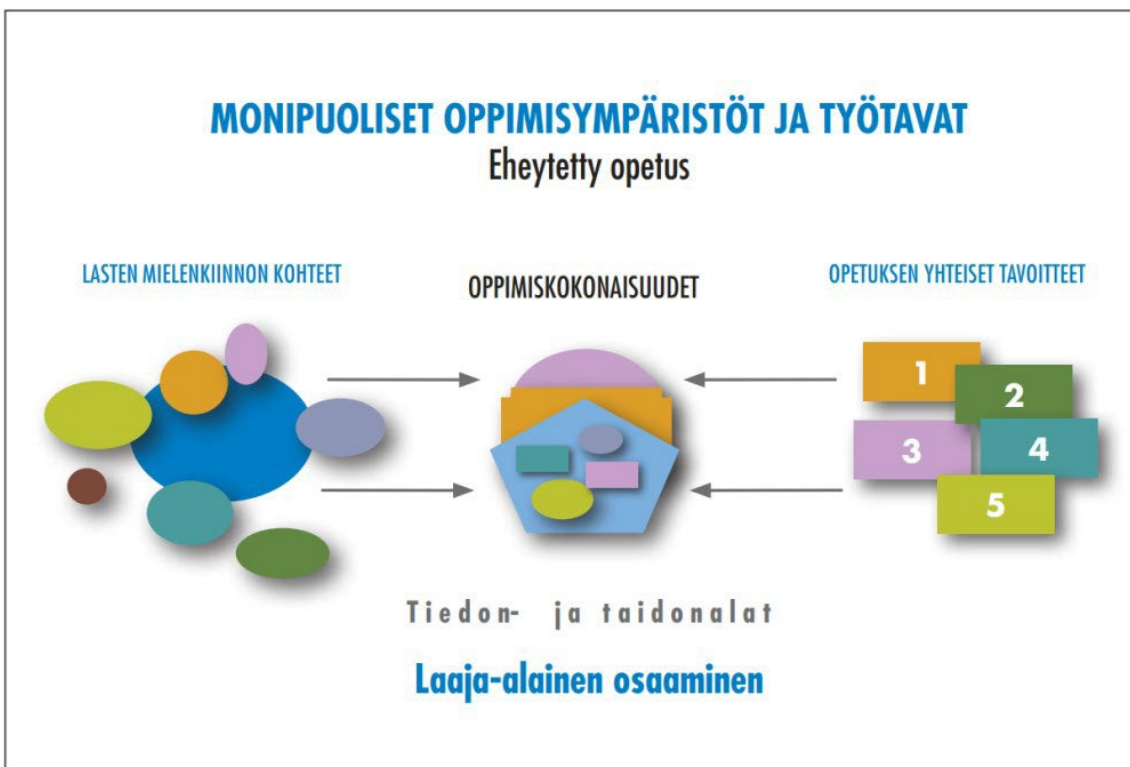 MONIPUOLISET OPPIMISYMPÄRISTÖT JA TYÖTAVAT
Eheytetty opetus
LASTEN MIELENKIINNON KOHTEET
OPPIMISKOKONAISUUDET
OPETUKSEN YHTEISET TAVOITTEET
1
2
3
4
5
Tiedon- ja taidonalat
Laaja-alainen osaaminen